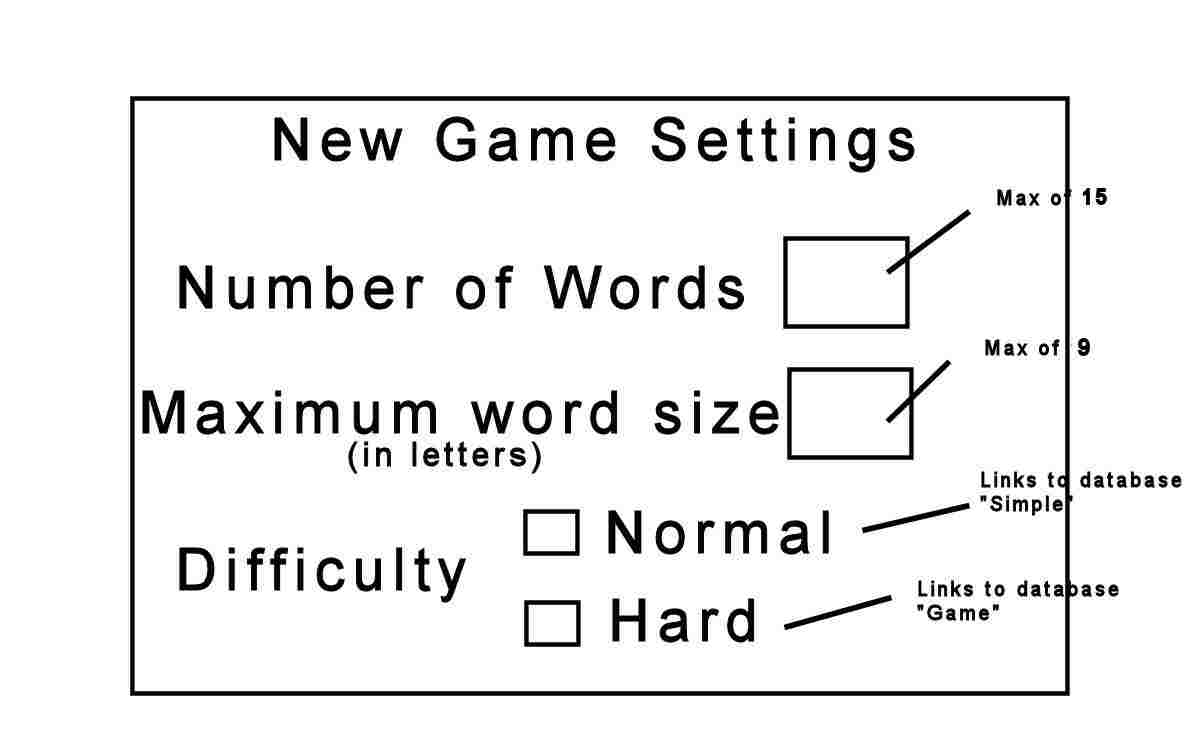 New Game Settings
Max of 15
Number of Words
Max of 9
Maximum word size
(in letters)
Links to database
"Simple"
Normal
Difficulty
Links to database
"Game"
Hard